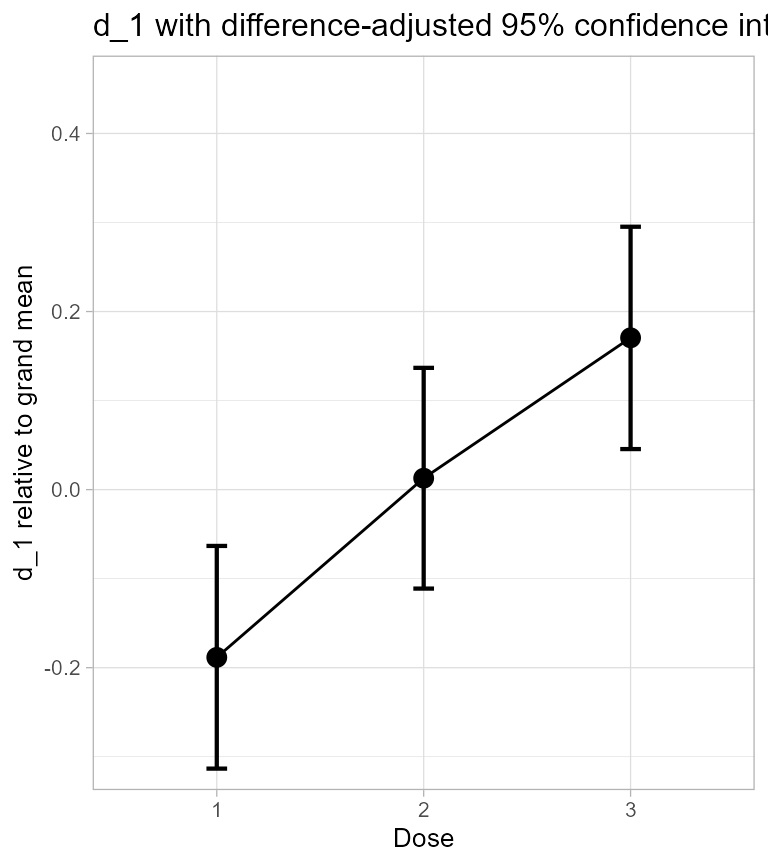 d_1 with difference-adjusted 95% confidence int
d_1 relative to grand mean
0.4
0.2
0.0
-0.2
1 2 3
Dose